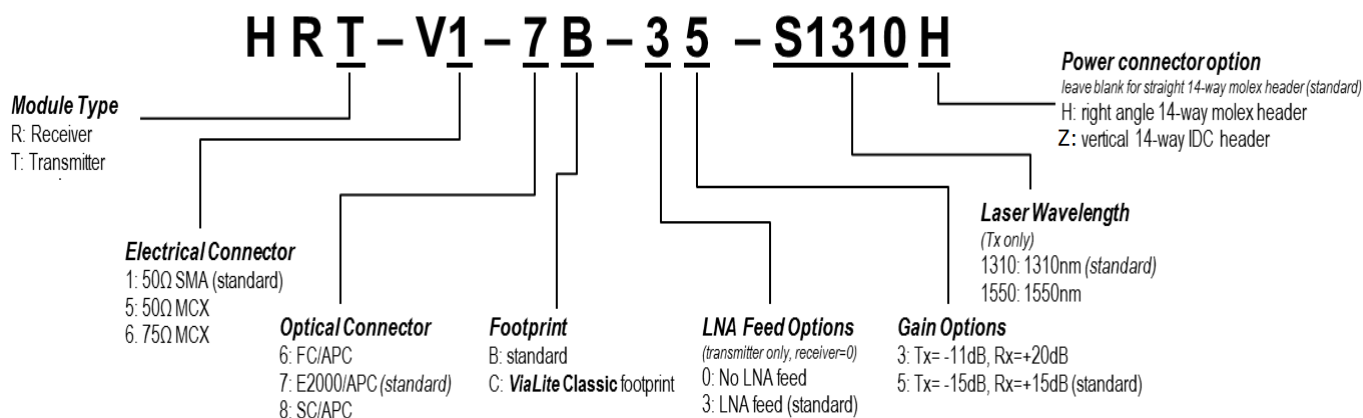 H R T – V1 – 7 B – 3 5 – S1310 H
Power connector option
leave blank for straight 14-way molex header (standard)
H: right angle 14-way molex header
Z: vertical 14-way IDC header
Module Type
R: Receiver
T: Transmitter
Electrical Connector
1: 50Ω SMA (standard)
5: 50Ω MCX
6. 75Ω MCX
Optical Connector
6: FC/APC
7: E2000/APC (standard)
8: SC/APC
Footprint
B: standard
C: ViaLite Classic footprint
LNA Feed Options
(transmitter only, receiver=0)
0: No LNA feed
3: LNA feed (standard)
Gain Options
3: Tx= -11dB, Rx=+20dB
5: Tx= -15dB, Rx=+15dB (standard)
Laser Wavelength
(Tx only)
1310: 1310nm (standard)
1550: 1550nm